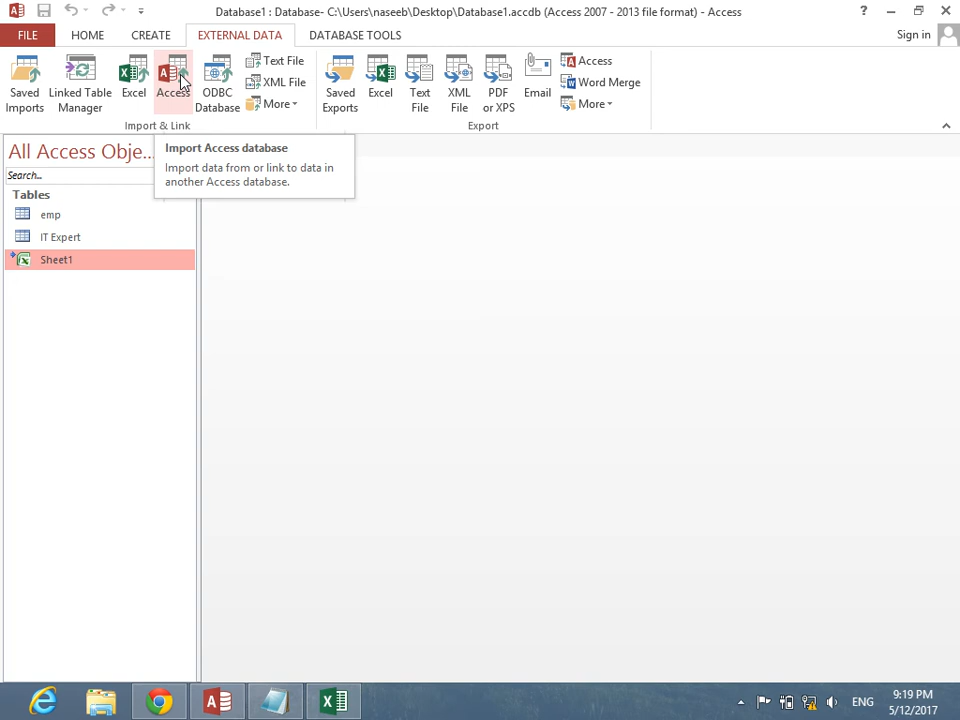 Database1 : Database- C:\Users\naseeb\Desktop\Database1.accdb (Access 2007 - 2013 file format) - Access
FILE HOME CREATE EXTERNAL DATA DATABASE TOOLS Sign in
Saved Imports
Linked Table Manager
Excel
Access
ODBC Database
Text File
XML File
More
Import & Link
Saved Exports
Excel
Text File
XML File
PDF or XPS
Email
Access
Word Merge
More
Export
All Access Obje...
Search...
Import Access database
Import data from or link to data in
another Access database.
Tables
emp
IT Expert
Sheet1
ENG
9:19 PM
5/12/2017